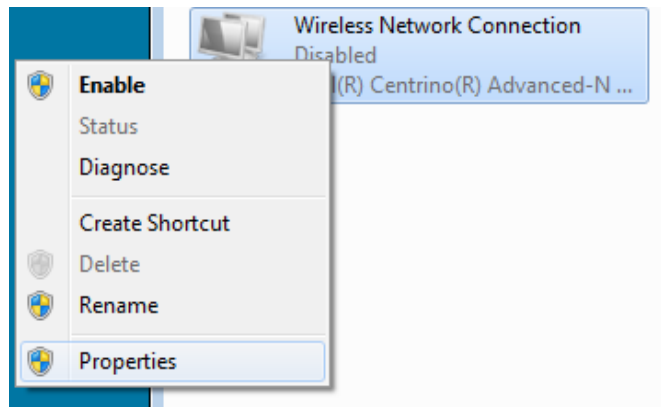 Wireless Network Connection
Disabled
(R) Centrino(R) Advanced-N ...
Enable
Status
Diagnose
Create Shortcut
Delete
Rename
Properties